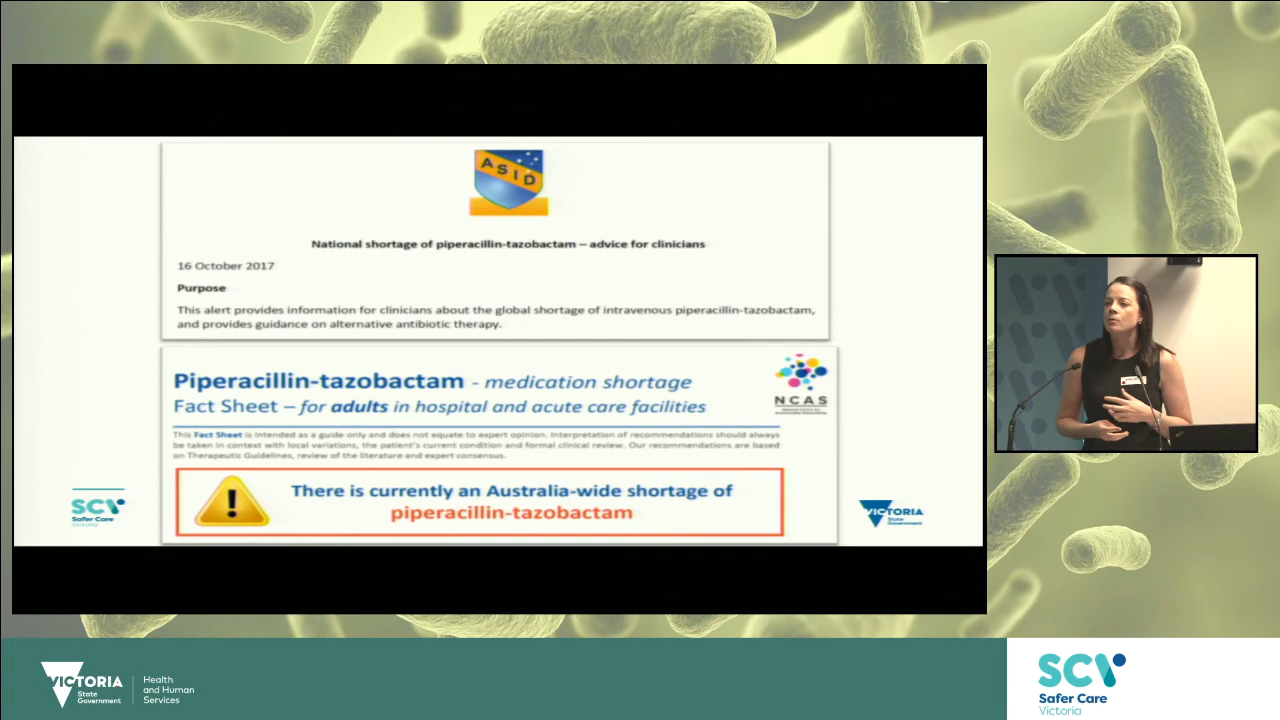 ASID
National shortage of piperacillin-tazobactam – advice for clinicians
16 October 2017
Purpose
This alert provides information for clinicians about the global shortage of intravenous piperacillin-tazobactam,
and provides guidance on alternative antibiotic therapy.
Piperacillin-tazobactam - medication shortage
Fact Sheet – for adults in hospital and acute care facilities
NCAS
This Fact Sheet is intended as a guide only and does not equate to expert opinion. Interpretation of recommendations should always
be taken in context with local variations, the patient's current condition and formal clinical review. Our recommendations are based
on Therapeutic Guidelines, review of the literature and expert consensus.
!
There is currently an Australia-wide shortage of
piperacillin-tazobactam
SCV
Safer Care
Victoria
VICTORIA
State
Government
VICTORIA
State
Government
Health
and Human
Services
SCV
Safer Care
Victoria